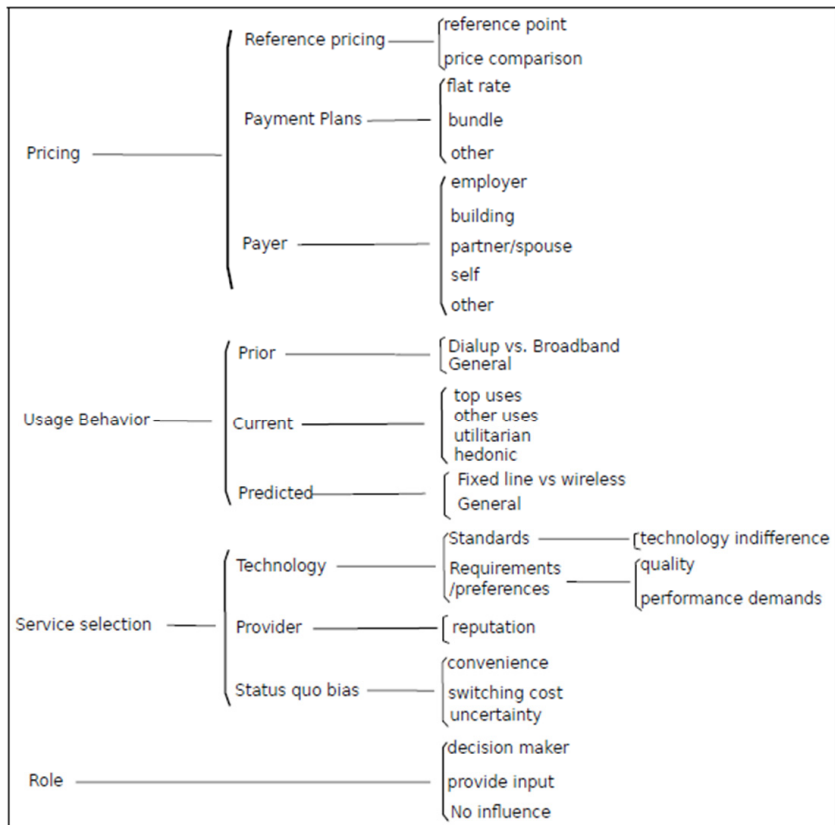 Pricing
Reference pricing
reference point
price comparison
Payment Plans
flat rate
bundle
other
Payer
employer
building
partner/spouse
self
other
Usage Behavior
Prior
Dialup vs. Broadband
General
Current
top uses
other uses
utilitarian
hedonic
Predicted
Fixed line vs wireless
General
Service selection
Technology
Standards
technology indifference
Requirements
/preferences
quality
performance demands
Provider
reputation
Status quo bias
convenience
switching cost
uncertainty
Role
decision maker
provide input
No influence